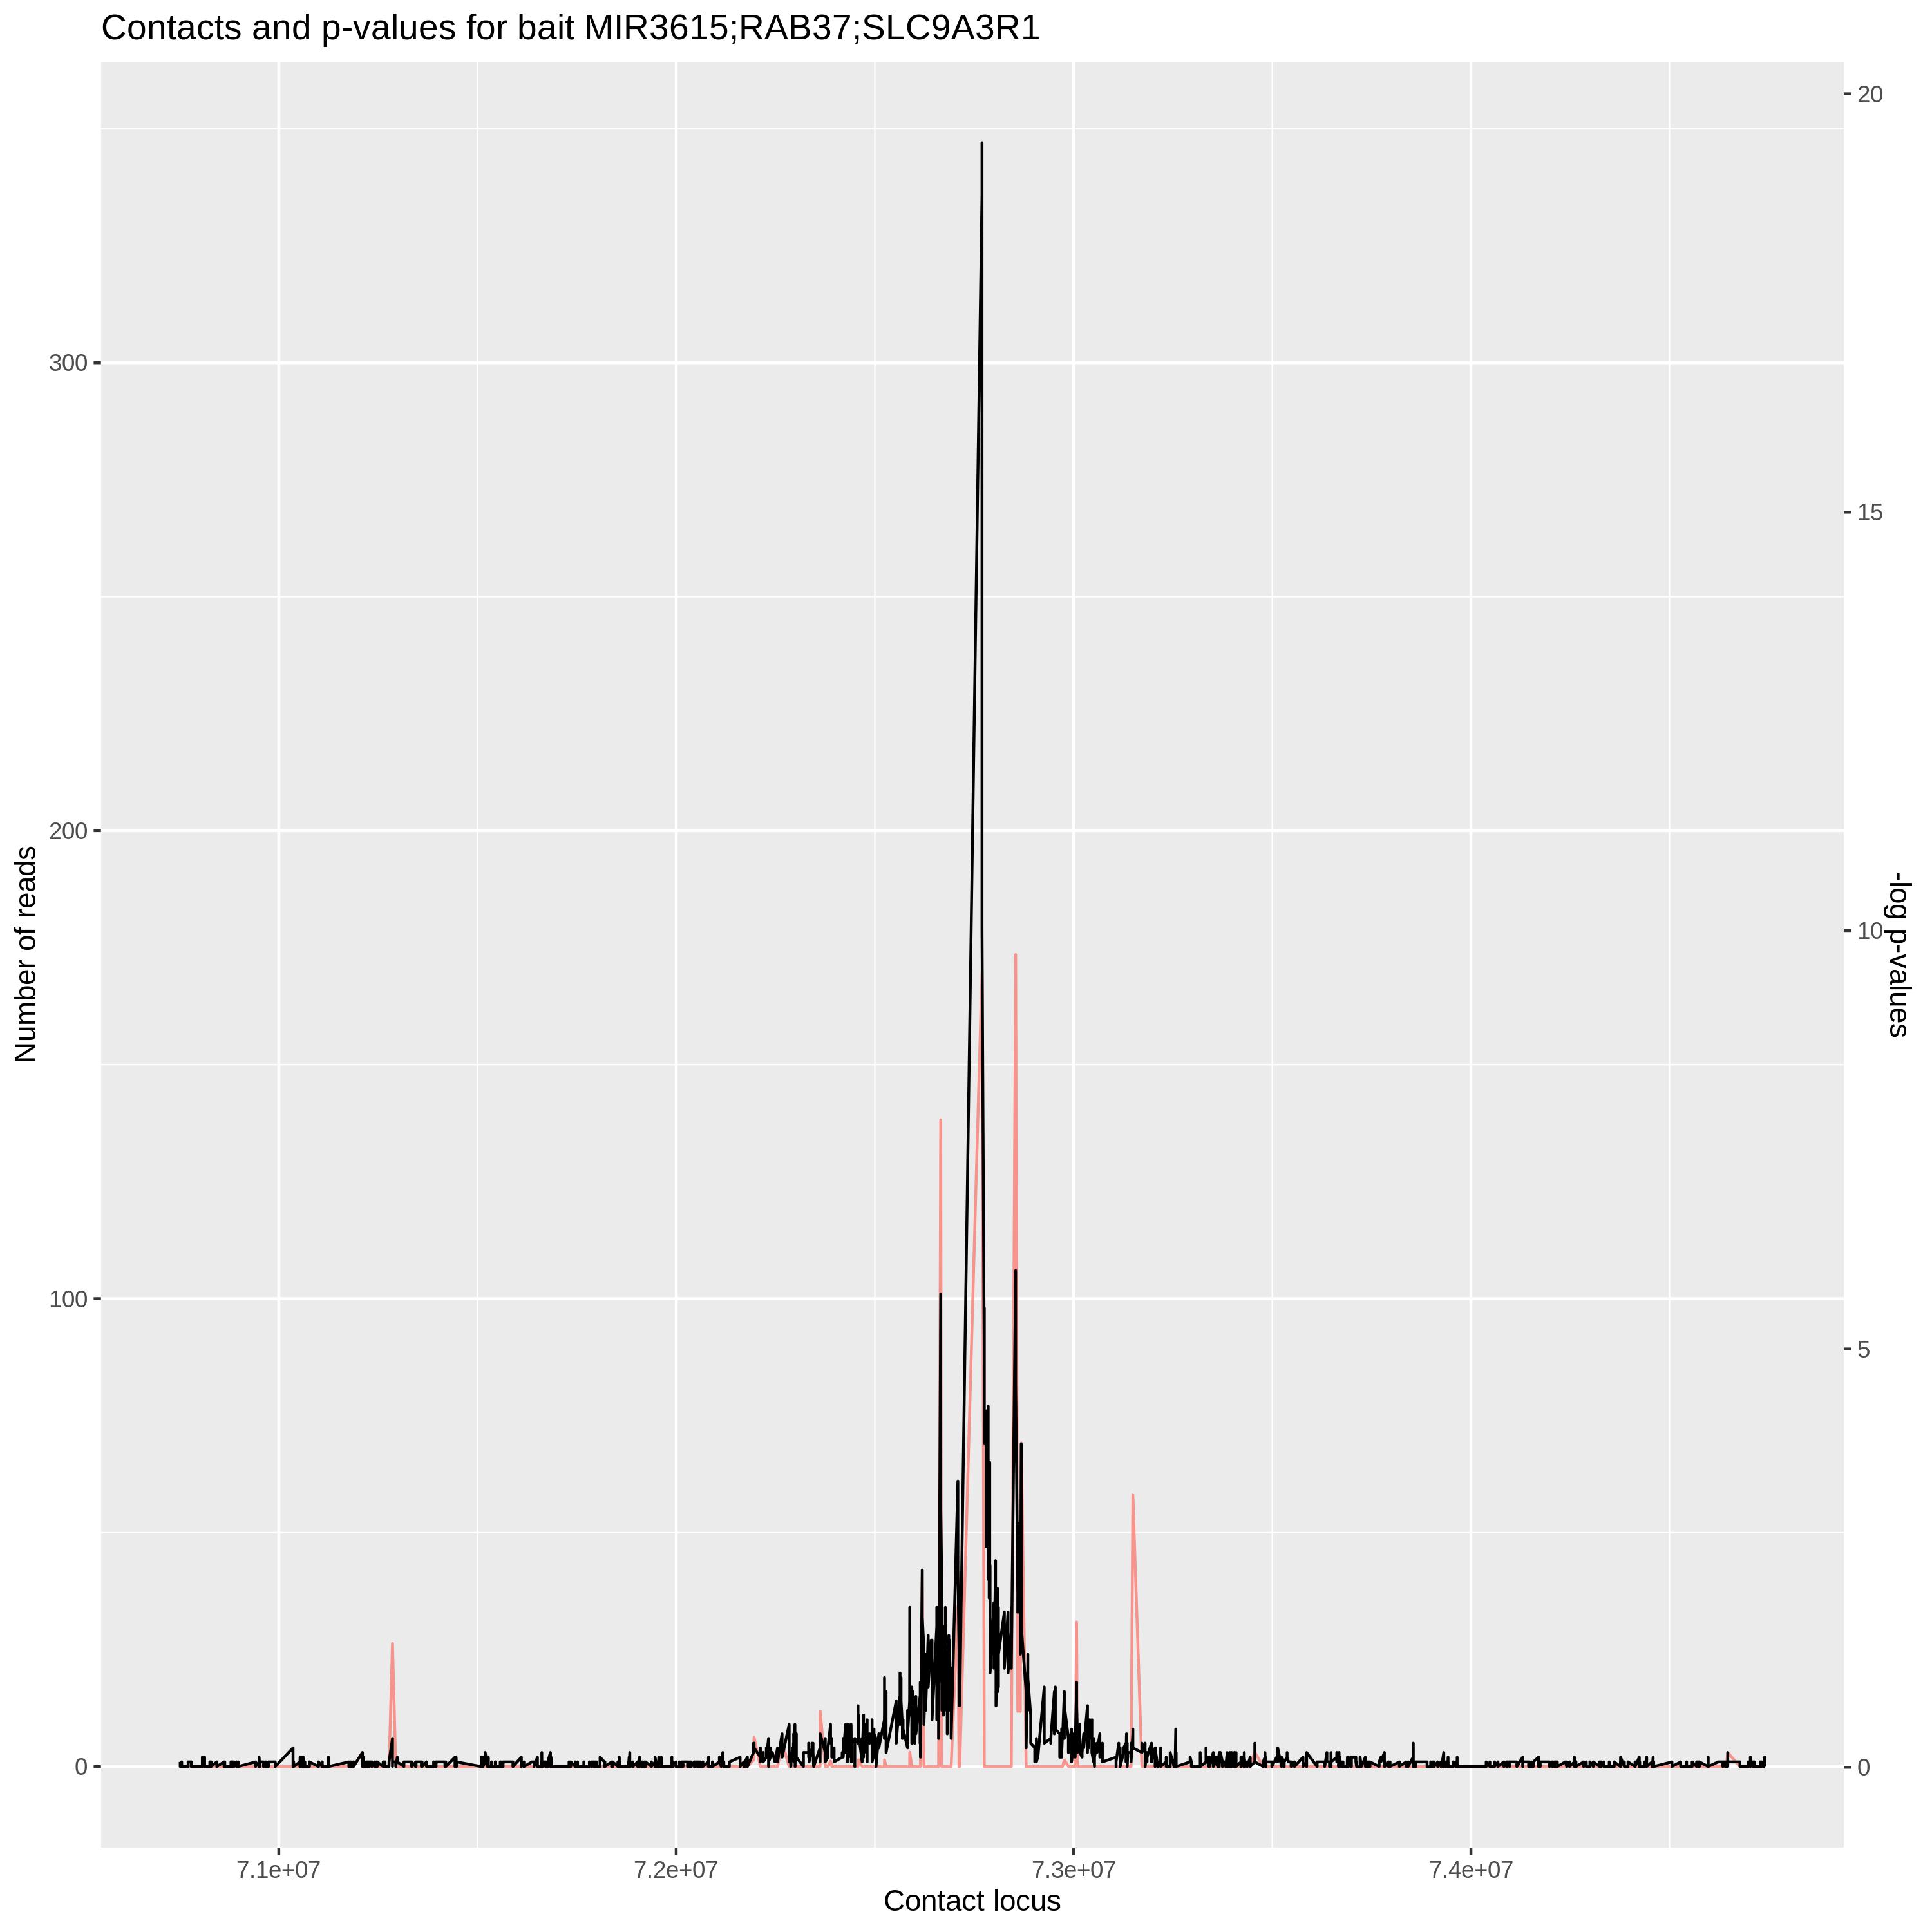 Contacts and p-values for bait MIR3615;RAB37;SLC9A3R1
20
300
15
200
Number of reads
10
-log p-values
100
5
0
0
7.1e+07
7.2e+07
7.3e+07
7.4e+07
Contact locus